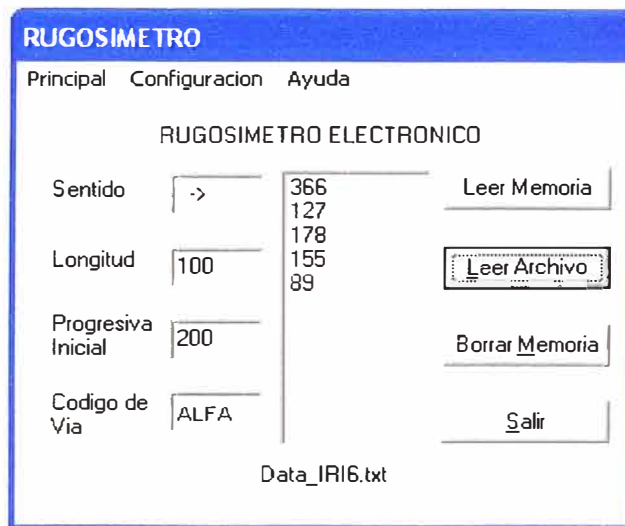 RUGOSIMETRO
Principal Configuracion Ayuda
RUGOSIMETRO ELECTRONICO
Sentido ->
Longitud 100
Progresiva Inicial 200
Codigo de Via ALFA
366
127
178
155
89
Leer Memoria
Leer Archivo
Borrar Memoria
Salir
Data_IRI6.txt